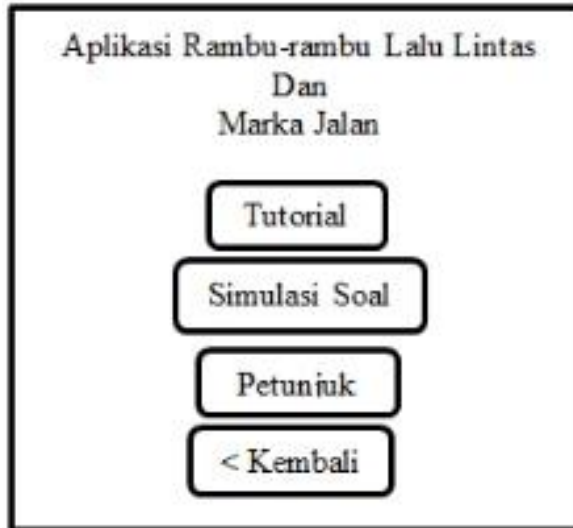 Aplikasi Rambu-rambu Lalu Lintas
Dan
Marka Jalan
Tutorial
Simulasi Soal
Petunjuk
< Kembali